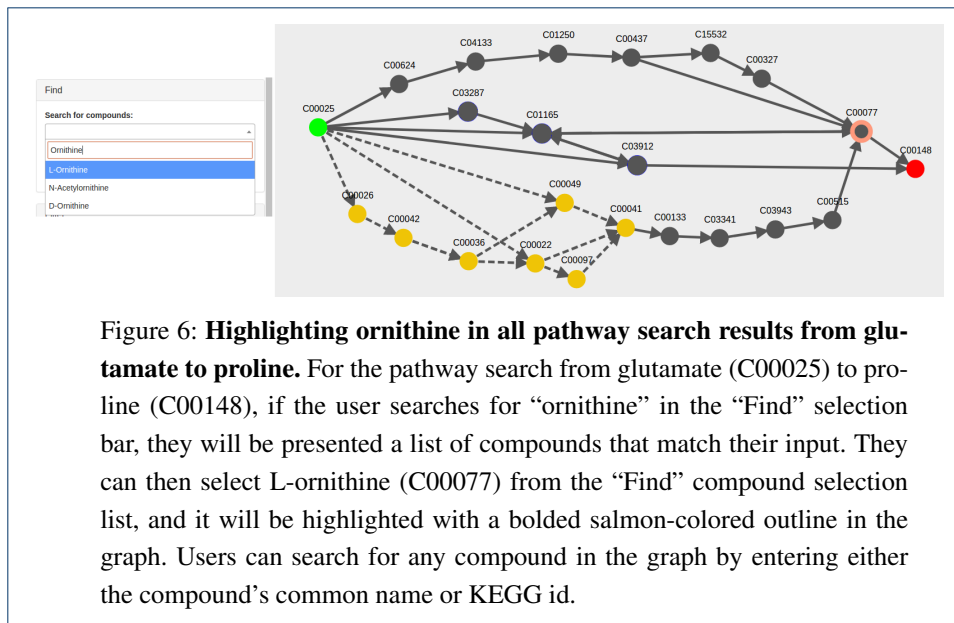 Find
Search for compounds:
Ornithine
L-Ornithine
N-Acetylornithine
D-Ornithine
C00025
C00624
C04133
C01250
C00437
C15532
C00327
C03287
C01165
C03912
C00077
C00148
C00026
C00042
C00036
C00049
C00022
C00097
C00041
C00133
C03341
C03943
C00515
Figure 6: Highlighting ornithine in all pathway search results from glu-
tamate to proline. For the pathway search from glutamate (C00025) to pro-
line (C00148), if the user searches for “ornithine” in the “Find” selection
bar, they will be presented a list of compounds that match their input. They
can then select L-ornithine (C00077) from the “Find” compound selection
list, and it will be highlighted with a bolded salmon-colored outline in the
graph. Users can search for any compound in the graph by entering either
the compound’s common name or KEGG id.